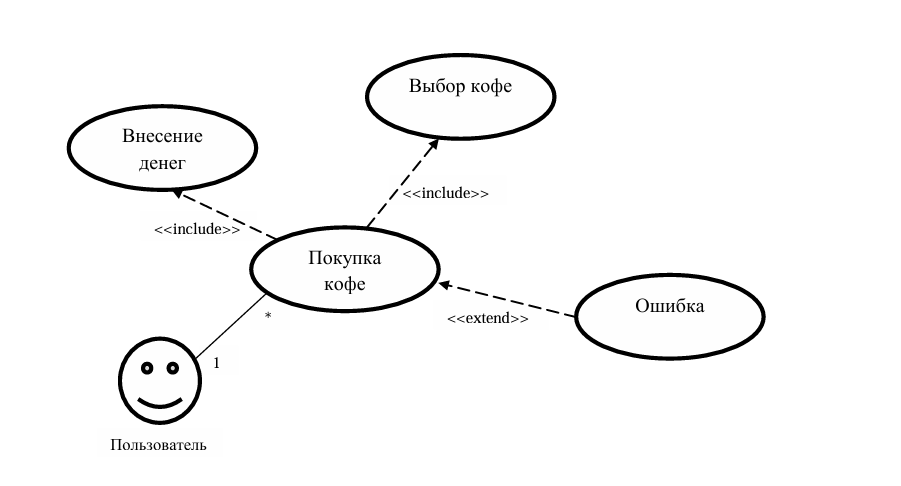 Выбор кофе
Внесение
денег
<<include>>
<<include>>
Покупка
кофе
Ошибка
<<extend>>
*
1
Пользователь